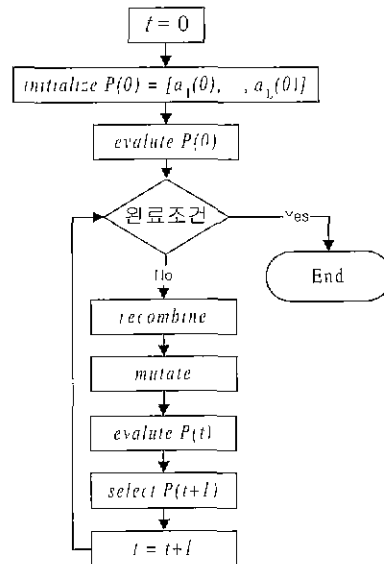 t = 0
initialize P(0) = [a₁(0), . , a_L(0)]
evalute P(0)
완료조건
Yes
End
No
recombine
mutate
evalute P(t)
select P(t+1)
t = t+1